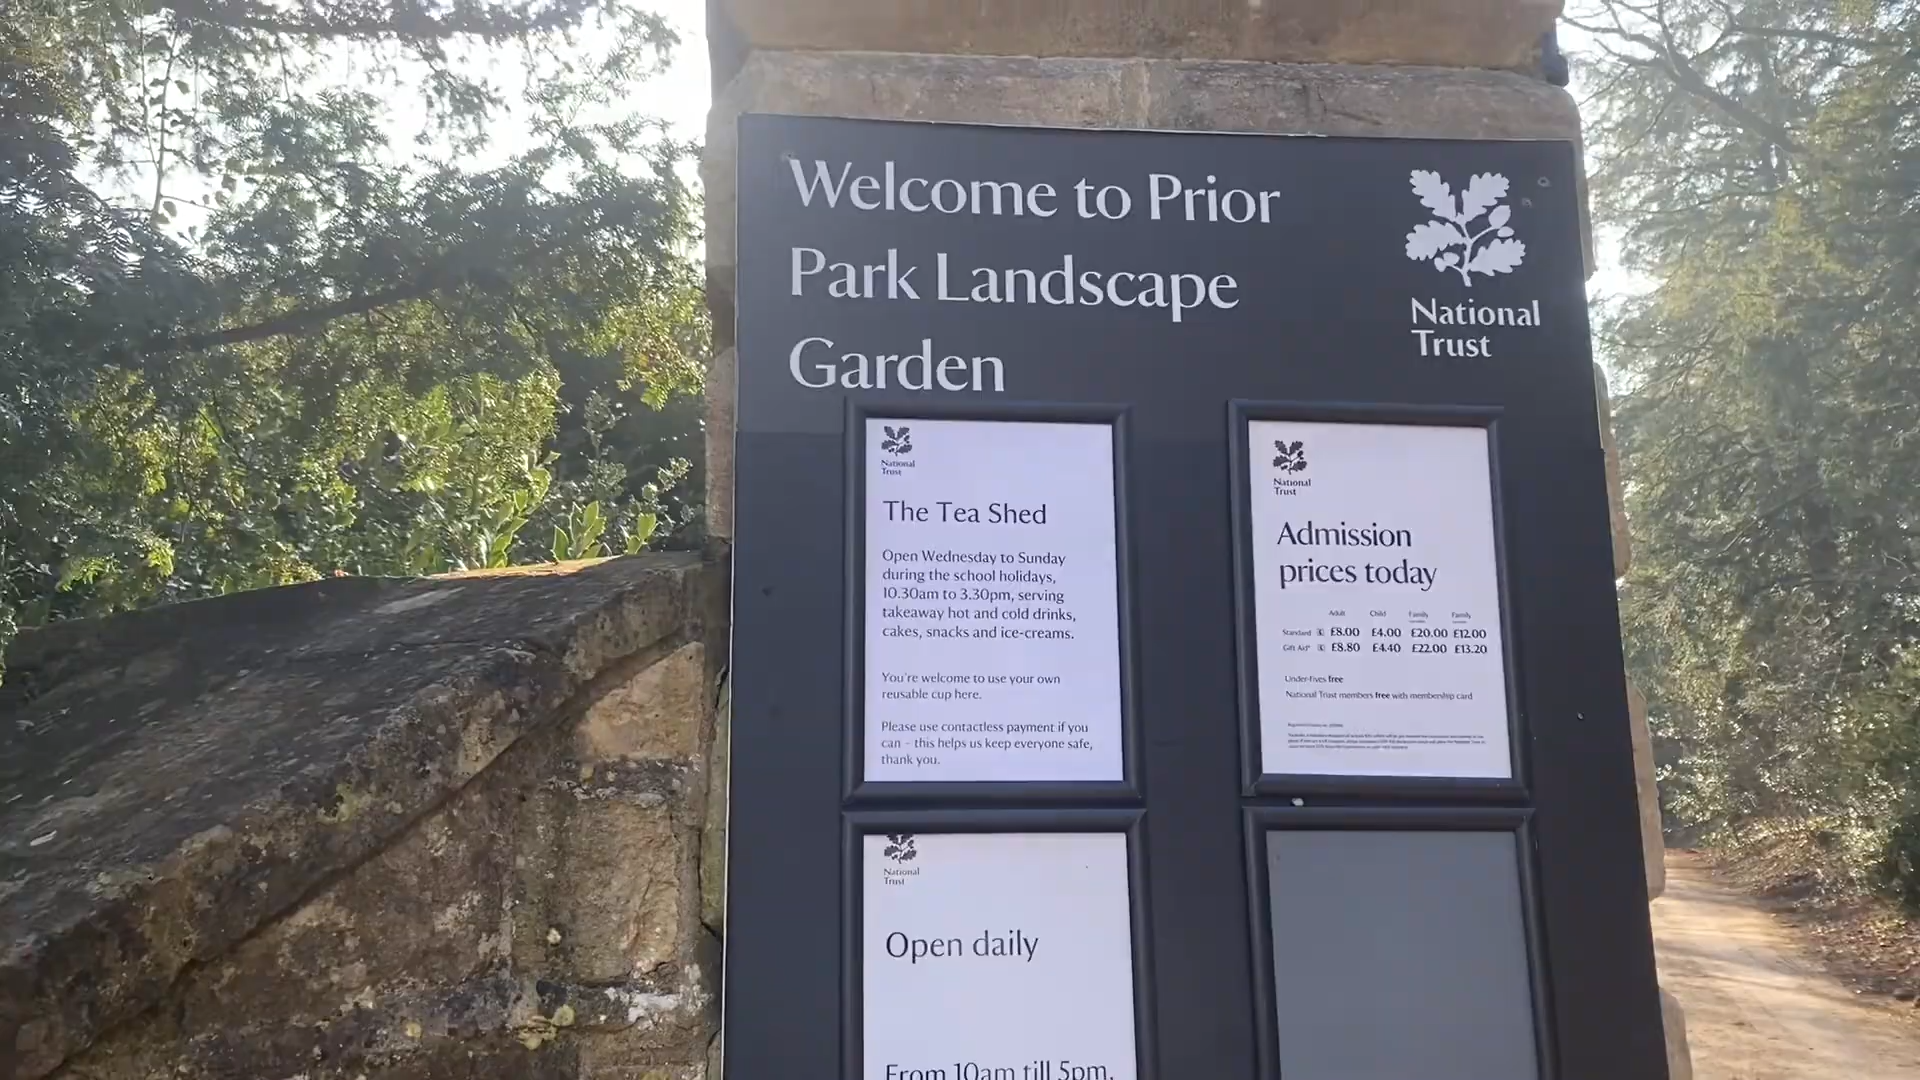 Welcome to Prior
Park Landscape
Garden
National
Trust
National
Trust
The Tea Shed
Open Wednesday to Sunday
during the school holidays,
10.30am to 3.30pm, serving
takeaway hot and cold drinks,
cakes, snacks and ice-creams.
You're welcome to use your own
reusable cup here.
Please use contactless payment if you
can – this helps us keep everyone safe,
thank you.
National
Trust
Admission
prices today
Adult Child Family Family
Standard £8.00 £4.00 £20.00 £12.00
Gift Aid* £8.80 £4.40 £22.00 £13.20
Under-fives free
National Trust members free with membership card
National
Trust
Open daily
From 10am till 5pm.